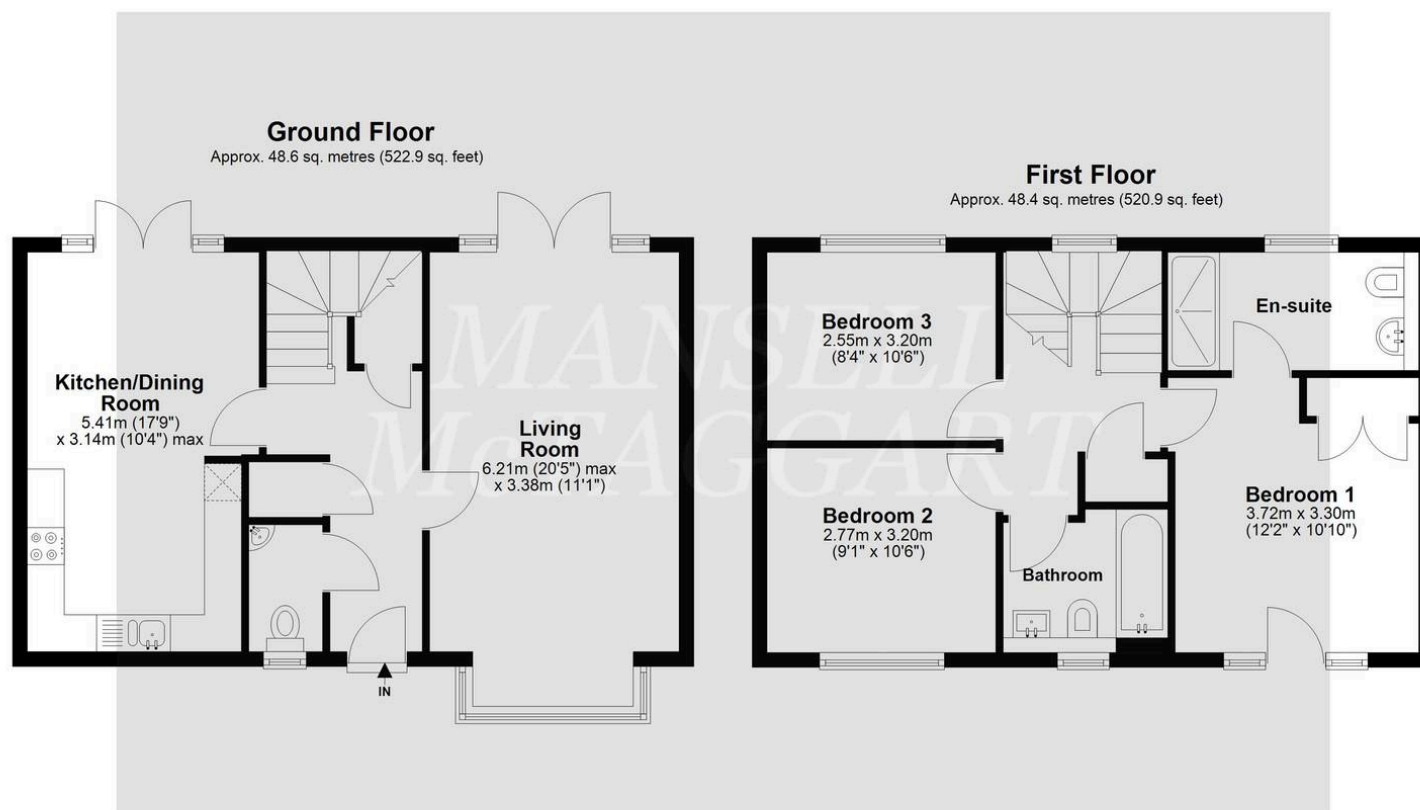 Ground Floor
Approx. 48.6 sq. metres (522.9 sq. feet)
Kitchen/Dining
Room
5.41m (17'9")
x 3.14m (10'4") max
Living
Room
6.21m (20'5") max
x 3.38m (11'1")
IN
First Floor
Approx. 48.4 sq. metres (520.9 sq. feet)
Bedroom 3
2.55m x 3.20m
(8'4" x 10'6")
En-suite
Bedroom 2
2.77m x 3.20m
(9'1" x 10'6")
Bathroom
Bedroom 1
3.72m x 3.30m
(12'2" x 10'10")
MANSELL
McTAGGART